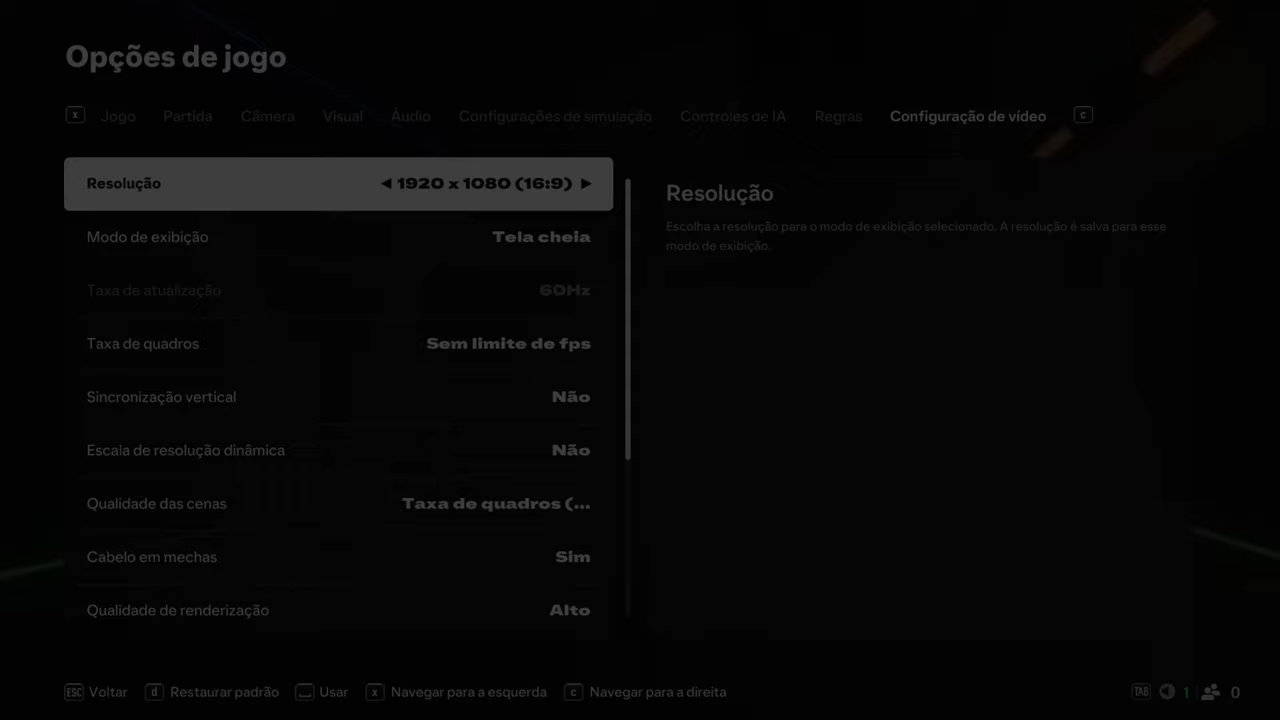 Opções de jogo
x Jogo Partida Câmera Visual Áudio Configurações de simulação Controles de IA Regras Configuração de vídeo c
Resolução 1920 x 1080 (16:9)
Modo de exibição Tela cheia
Taxa de atualização 60Hz
Taxa de quadros Sem limite de fps
Sincronização vertical Não
Escala de resolução dinâmica Não
Qualidade das cenas Taxa de quadros (...
Cabelo em mechas Sim
Qualidade de renderização Alto
Resolução
Escolha a resolução para o modo de exibição selecionado. A resolução é salva para esse
modo de exibição.
ESC Voltar d Restaurar padrão Usar x Navegar para a esquerda c Navegar para a direita
TAB 1 0